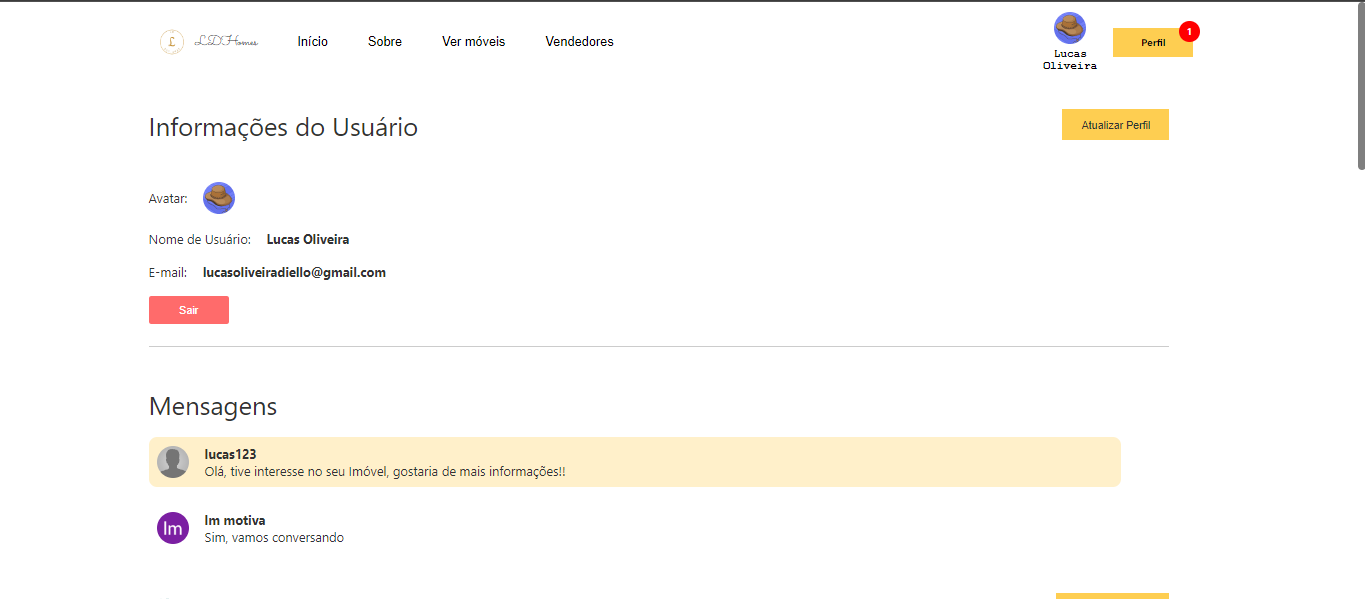 L LDHomes Início Sobre Ver móveis Vendedores
Perfil 1
Lucas
Oliveira
Informações do Usuário
Atualizar Perfil
Avatar:
Nome de Usuário: Lucas Oliveira
E-mail: lucasoliveiradiello@gmail.com
Sair
Mensagens
lucas123
Olá, tive interesse no seu Imóvel, gostaria de mais informações!!
Im
Im motiva
Sim, vamos conversando